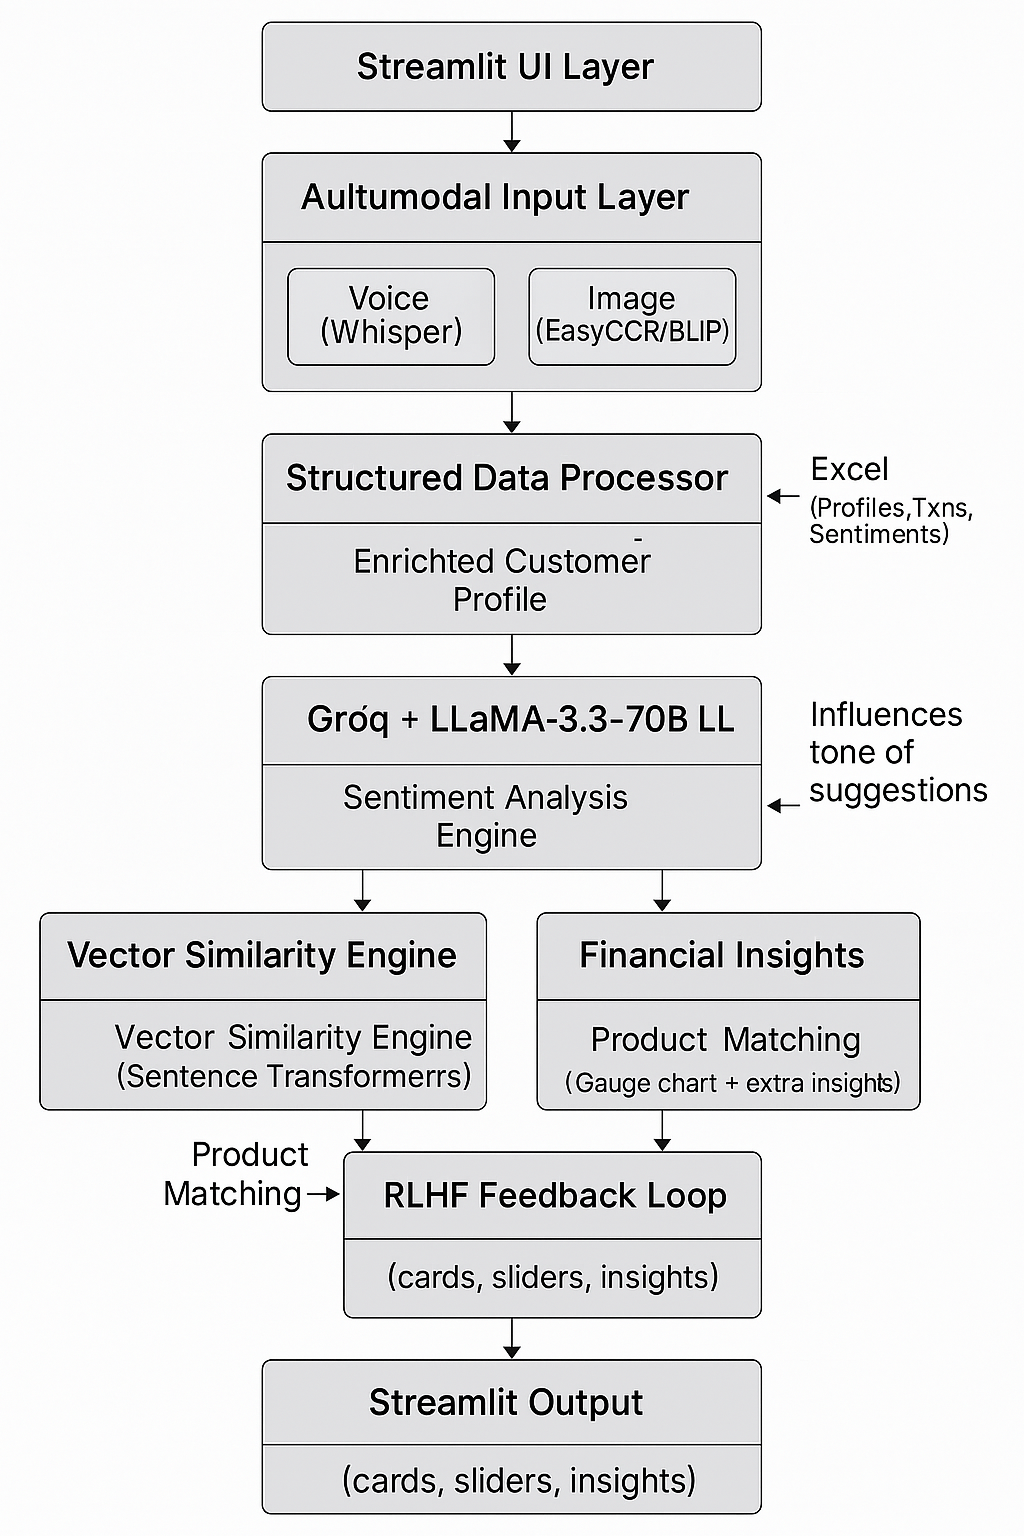 Streamlit UI Layer
Aultumodal Input Layer
Voice
(Whisper)
Image
(EasyCCR/BLIP)
Structured Data Processor
Enrichted Customer
Profile
Excel
(Profiles,Txns,
Sentiments)
Gróq + LLaMA-3.3-70B LL
Sentiment Analysis
Engine
Influences
tone of
suggestions
Vector Similarity Engine
Vector Similarity Engine
(Sentence Transformerrs)
Financial Insights
Product Matching
(Gauge chart + extra insights)
Product
Matching
RLHF Feedback Loop
(cards, sliders, insights)
Streamlit Output
(cards, sliders, insights)